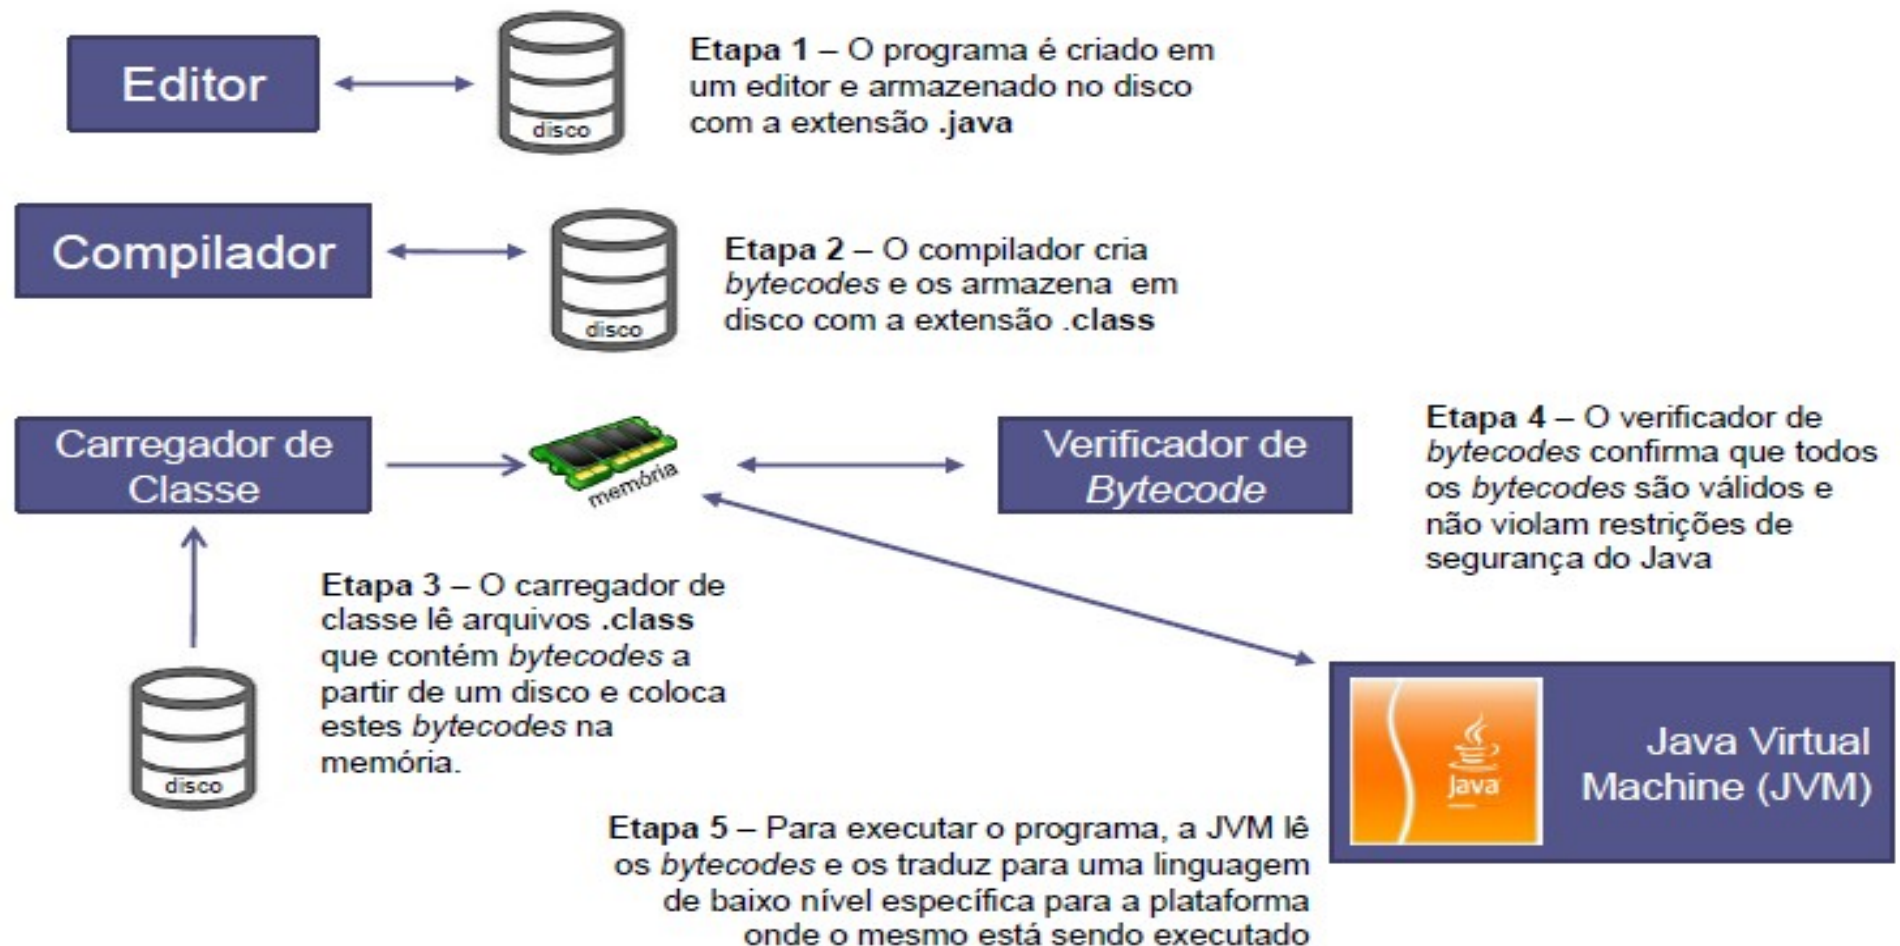 Editor
disco
Etapa 1 – O programa é criado em
um editor e armazenado no disco
com a extensão .java
Compilador
disco
Etapa 2 – O compilador cria
bytecodes e os armazena em
disco com a extensão .class
Carregador de
Classe
memória
Verificador de
Bytecode
Etapa 4 – O verificador de
bytecodes confirma que todos
os bytecodes são válidos e
não violam restrições de
segurança do Java
Etapa 3 – O carregador de
classe lê arquivos .class
que contém bytecodes a
partir de um disco e coloca
estes bytecodes na
memória.
disco
Java
Java Virtual
Machine (JVM)
Etapa 5 – Para executar o programa, a JVM lê
os bytecodes e os traduz para uma linguagem
de baixo nível específica para a plataforma
onde o mesmo está sendo executado